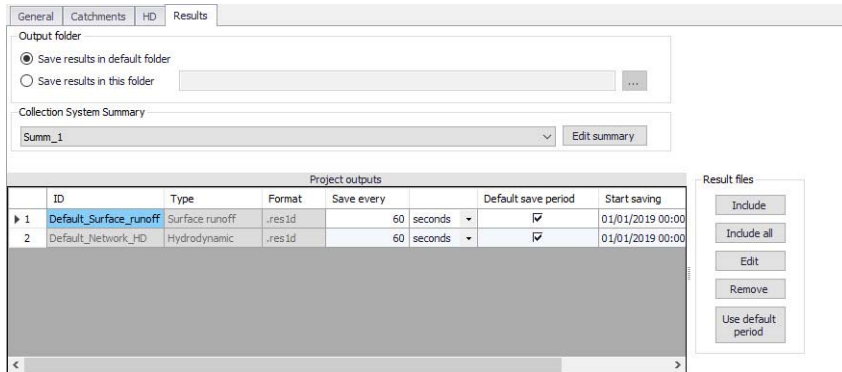 General Catchments HD Results
Output folder
Save results in default folder
Save results in this folder
...
Collection System Summary
Summ_1 Edit summary
Project outputs
ID Type Format Save every Default save period Start saving
1 Default_Surface_runoff Surface runoff .res1d 60 seconds 01/01/2019 00:00
2 Default_Network_HD Hydrodynamic .res1d 60 seconds 01/01/2019 00:00
Result files
Include
Include all
Edit
Remove
Use default
period